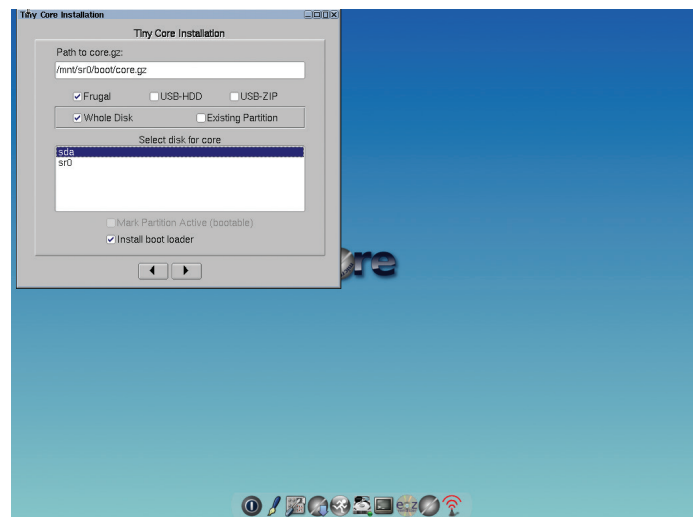 Tiny Core Installation
Tiny Core Installation
Path to core.gz:
/mnt/sr0/boot/core.gz
Frugal USB-HDD USB-ZIP
Whole Disk Existing Partition
Select disk for core
sda
sr0
Mark Partition Active (bootable)
Install boot loader
re